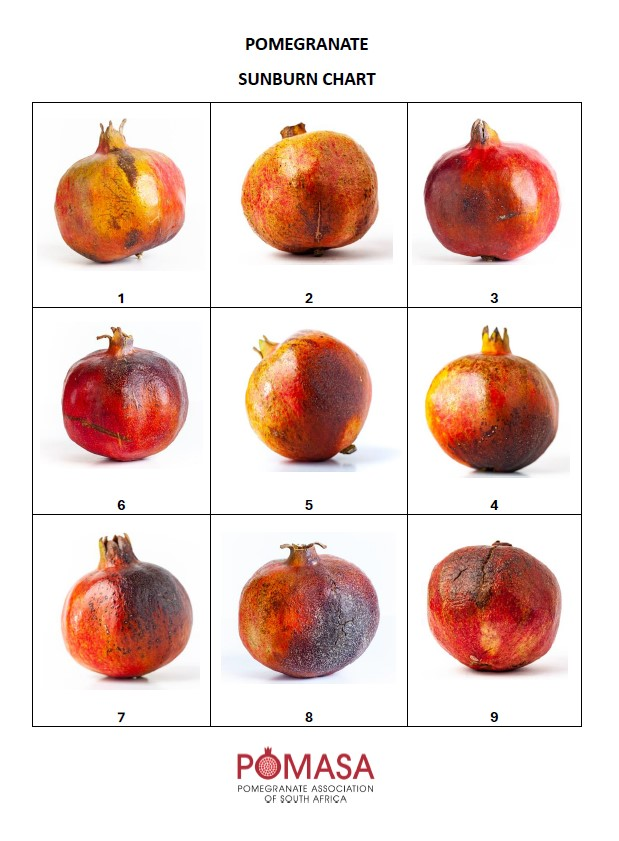 POMEGRANATE
SUNBURN CHART
1
2
3
6
5
4
7
8
9
POMASA
POMEGRANATE ASSOCIATION
OF SOUTH AFRICA